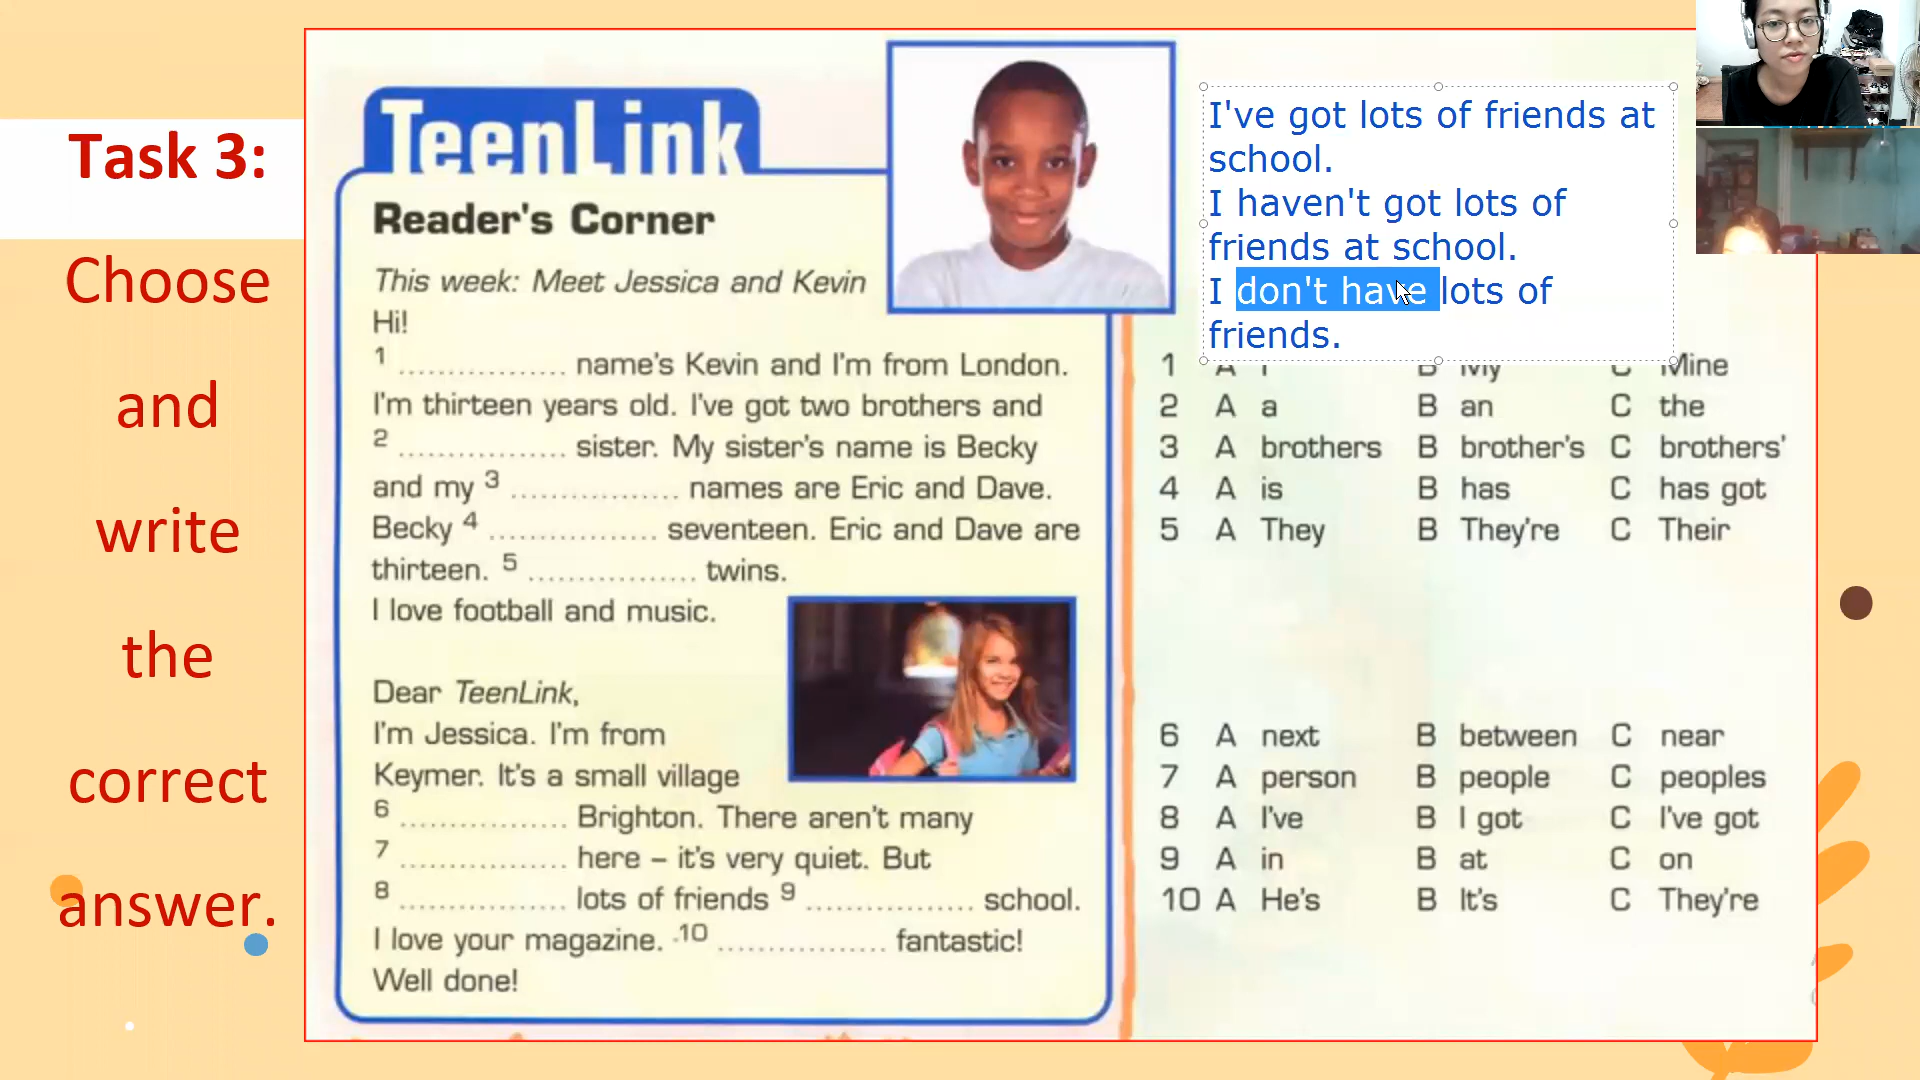 Task 3:
Choose
and
write
the
correct
answer.
TeenLink
Reader's Corner
This week: Meet Jessica and Kevin
Hi!
1 ................ name's Kevin and I'm from London.
I'm thirteen years old. I've got two brothers and
2 ................ sister. My sister's name is Becky
and my 3 ................ names are Eric and Dave.
Becky 4 ................ seventeen. Eric and Dave are
thirteen. 5 ................ twins.
I love football and music.
Dear TeenLink,
I'm Jessica. I'm from
Keymer. It's a small village
6 ................ Brighton. There aren't many
7 ................ here – it's very quiet. But
8 ................ lots of friends 9 ................ school.
I love your magazine. 10 ................ fantastic!
Well done!
I've got lots of friends at
school.
I haven't got lots of
friends at school.
I don't have lots of
friends.
1 A I B My C Mine
2 A a B an C the
3 A brothers B brother's C brothers'
4 A is B has C has got
5 A They B They're C Their
6 A next B between C near
7 A person B people C peoples
8 A I've B I got C I've got
9 A in B at C on
10 A He's B It's C They're